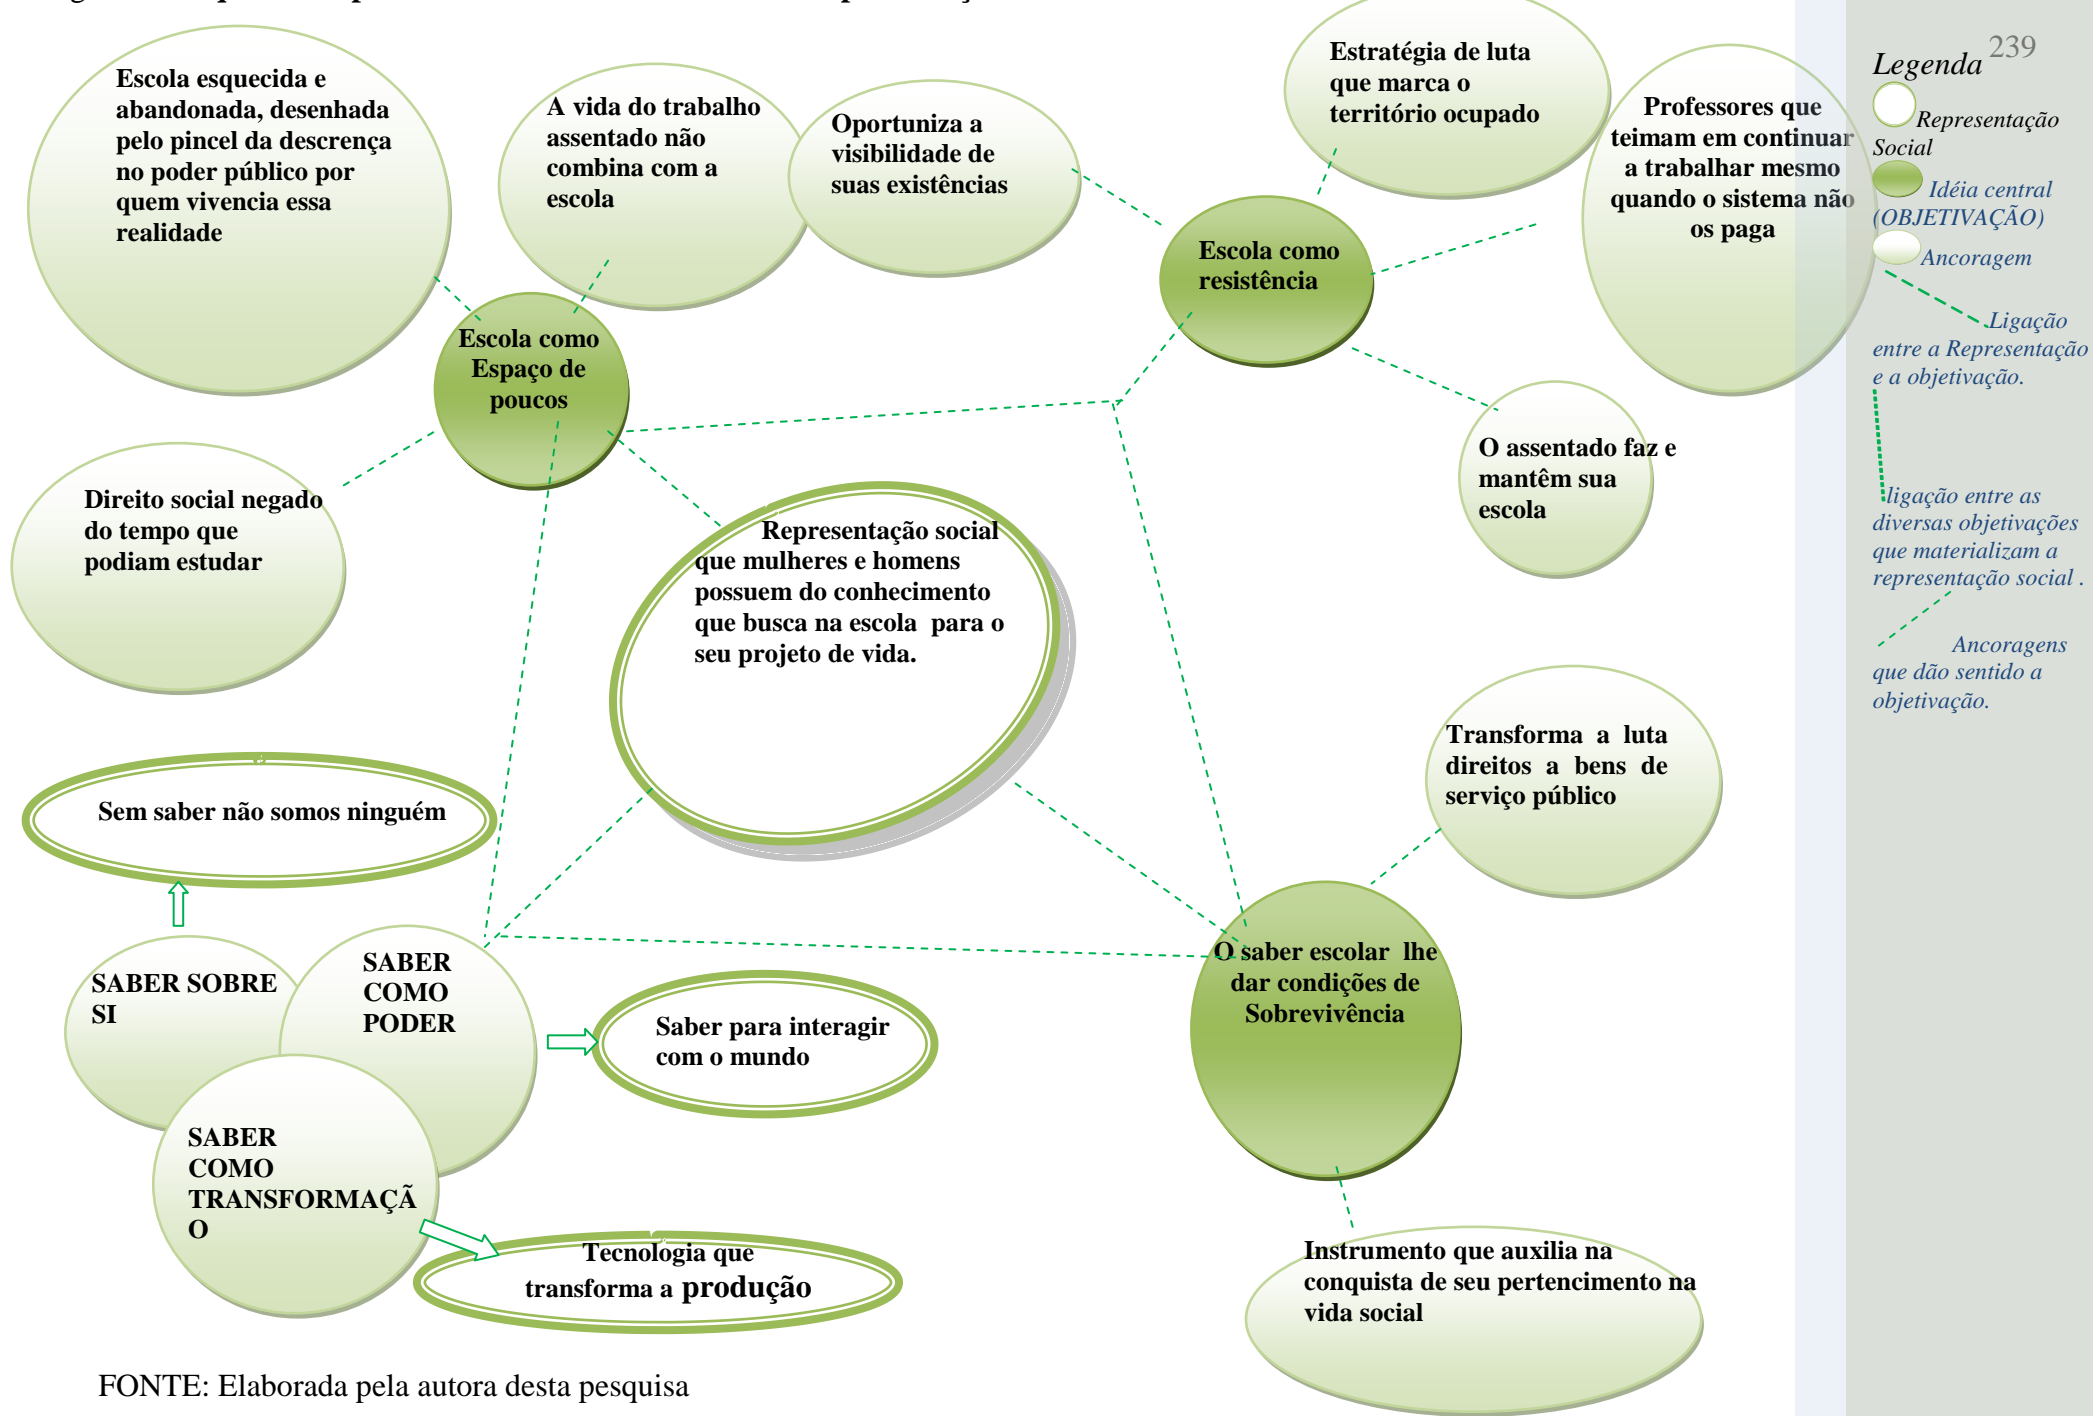 239
Escola esquecida e
abandonada, desenhada
pelo pincel da descrença
no poder público por
quem vivencia essa
realidade
A vida do trabalho
assentado não
combina com a
escola
Oportuniza a
visibilidade de
suas existências
Estratégia de luta
que marca o
território ocupado
Professores que
teimam em continuar
a trabalhar mesmo
quando o sistema não
os paga
Escola como
Espaço de
poucos
Escola como
resistência
Direito social negado
do tempo que
podiam estudar
O assentado faz e
mantêm sua
escola
Representação social
que mulheres e homens
possuem do conhecimento
que busca na escola para o
seu projeto de vida.
Transforma a luta
direitos a bens de
serviço público
Sem saber não somos ninguém
SABER SOBRE
SI
SABER
COMO
PODER
SABER
COMO
TRANSFORMAÇÃ
O
Saber para interagir
com o mundo
Tecnologia que
transforma a produção
O saber escolar lhe
dar condições de
Sobrevivência
Instrumento que auxilia na
conquista de seu pertencimento na
vida social
Legenda
Representação
Social
Idéia central
(OBJETIVAÇÃO)
Ancoragem
Ligação
entre a Representação
e a objetivação.
ligação entre as
diversas objetivações
que materializam a
representação social .
Ancoragens
que dão sentido a
objetivação.
FONTE: Elaborada pela autora desta pesquisa